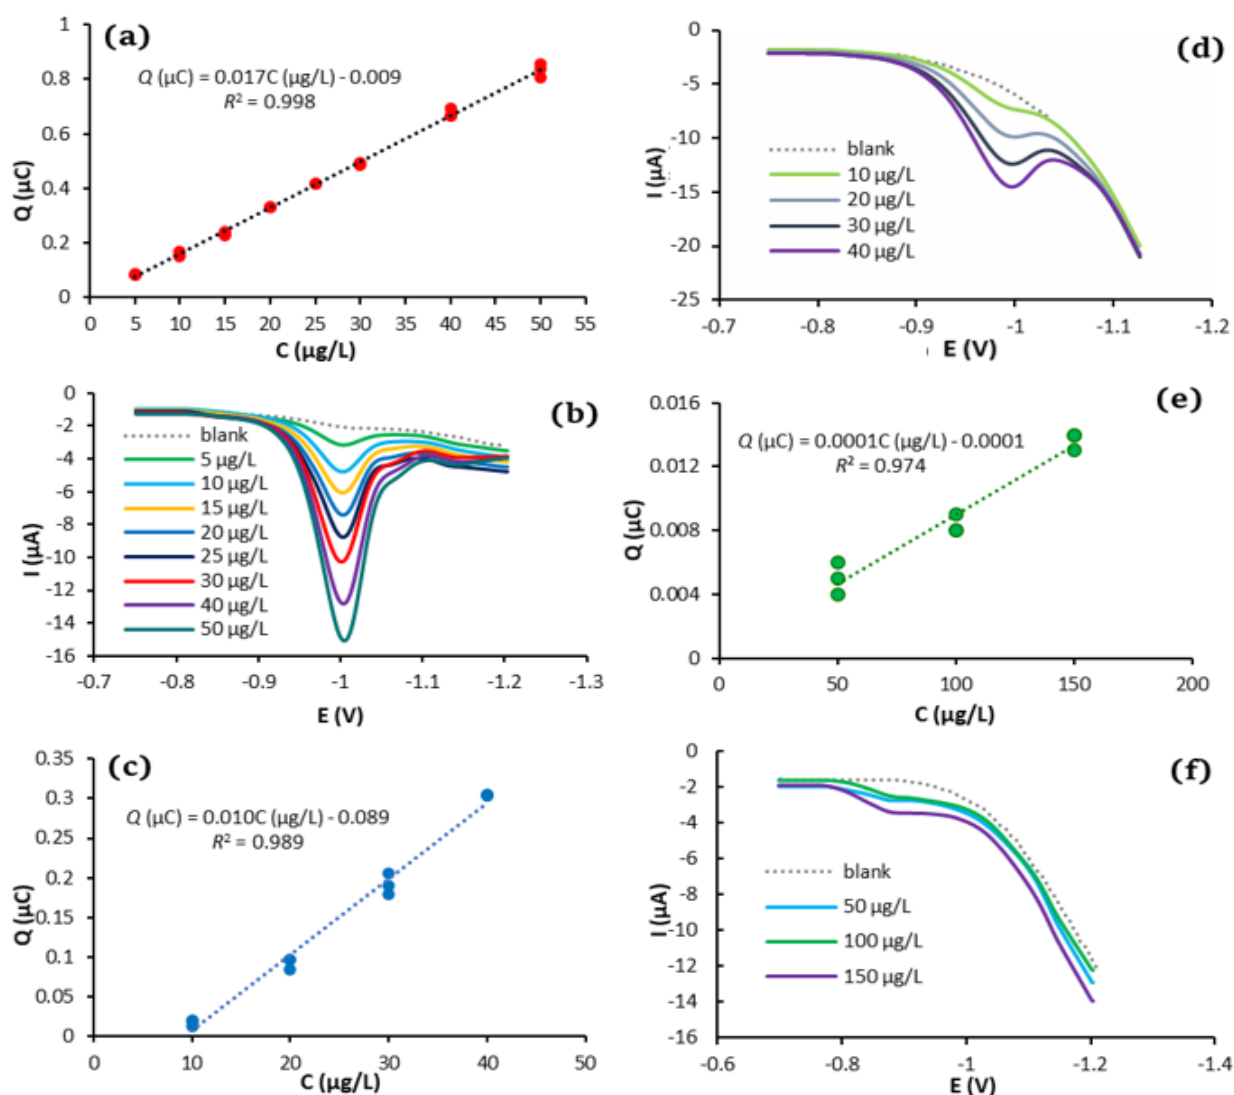 (a)
Q (µC) = 0.017C (µg/L) - 0.009
R² = 0.998
Q (µC)
1
0.8
0.6
0.4
0.2
0
0 5 10 15 20 25 30 35 40 45 50 55
C (µg/L)
(d)
I (µA)
0
-5
-10
-15
-20
-25
blank
10 µg/L
20 µg/L
30 µg/L
40 µg/L
-0.7 -0.8 -0.9 -1 -1.1 -1.2
E (V)
(b)
I (µA)
0
-2
-4
-6
-8
-10
-12
-14
-16
blank
5 µg/L
10 µg/L
15 µg/L
20 µg/L
25 µg/L
30 µg/L
40 µg/L
50 µg/L
-0.7 -0.8 -0.9 -1 -1.1 -1.2 -1.3
E (V)
(e)
Q (µC) = 0.0001C (µg/L) - 0.0001
R² = 0.974
Q (µC)
0.016
0.012
0.008
0.004
0
0 50 100 150 200
C (µg/L)
(c)
Q (µC) = 0.010C (µg/L) - 0.089
R² = 0.989
Q (µC)
0.35
0.3
0.25
0.2
0.15
0.1
0.05
0
0 10 20 30 40 50
C (µg/L)
(f)
I (µA)
0
-2
-4
-6
-8
-10
-12
-14
-16
blank
50 µg/L
100 µg/L
150 µg/L
-0.6 -0.8 -1 -1.2 -1.4
E (V)